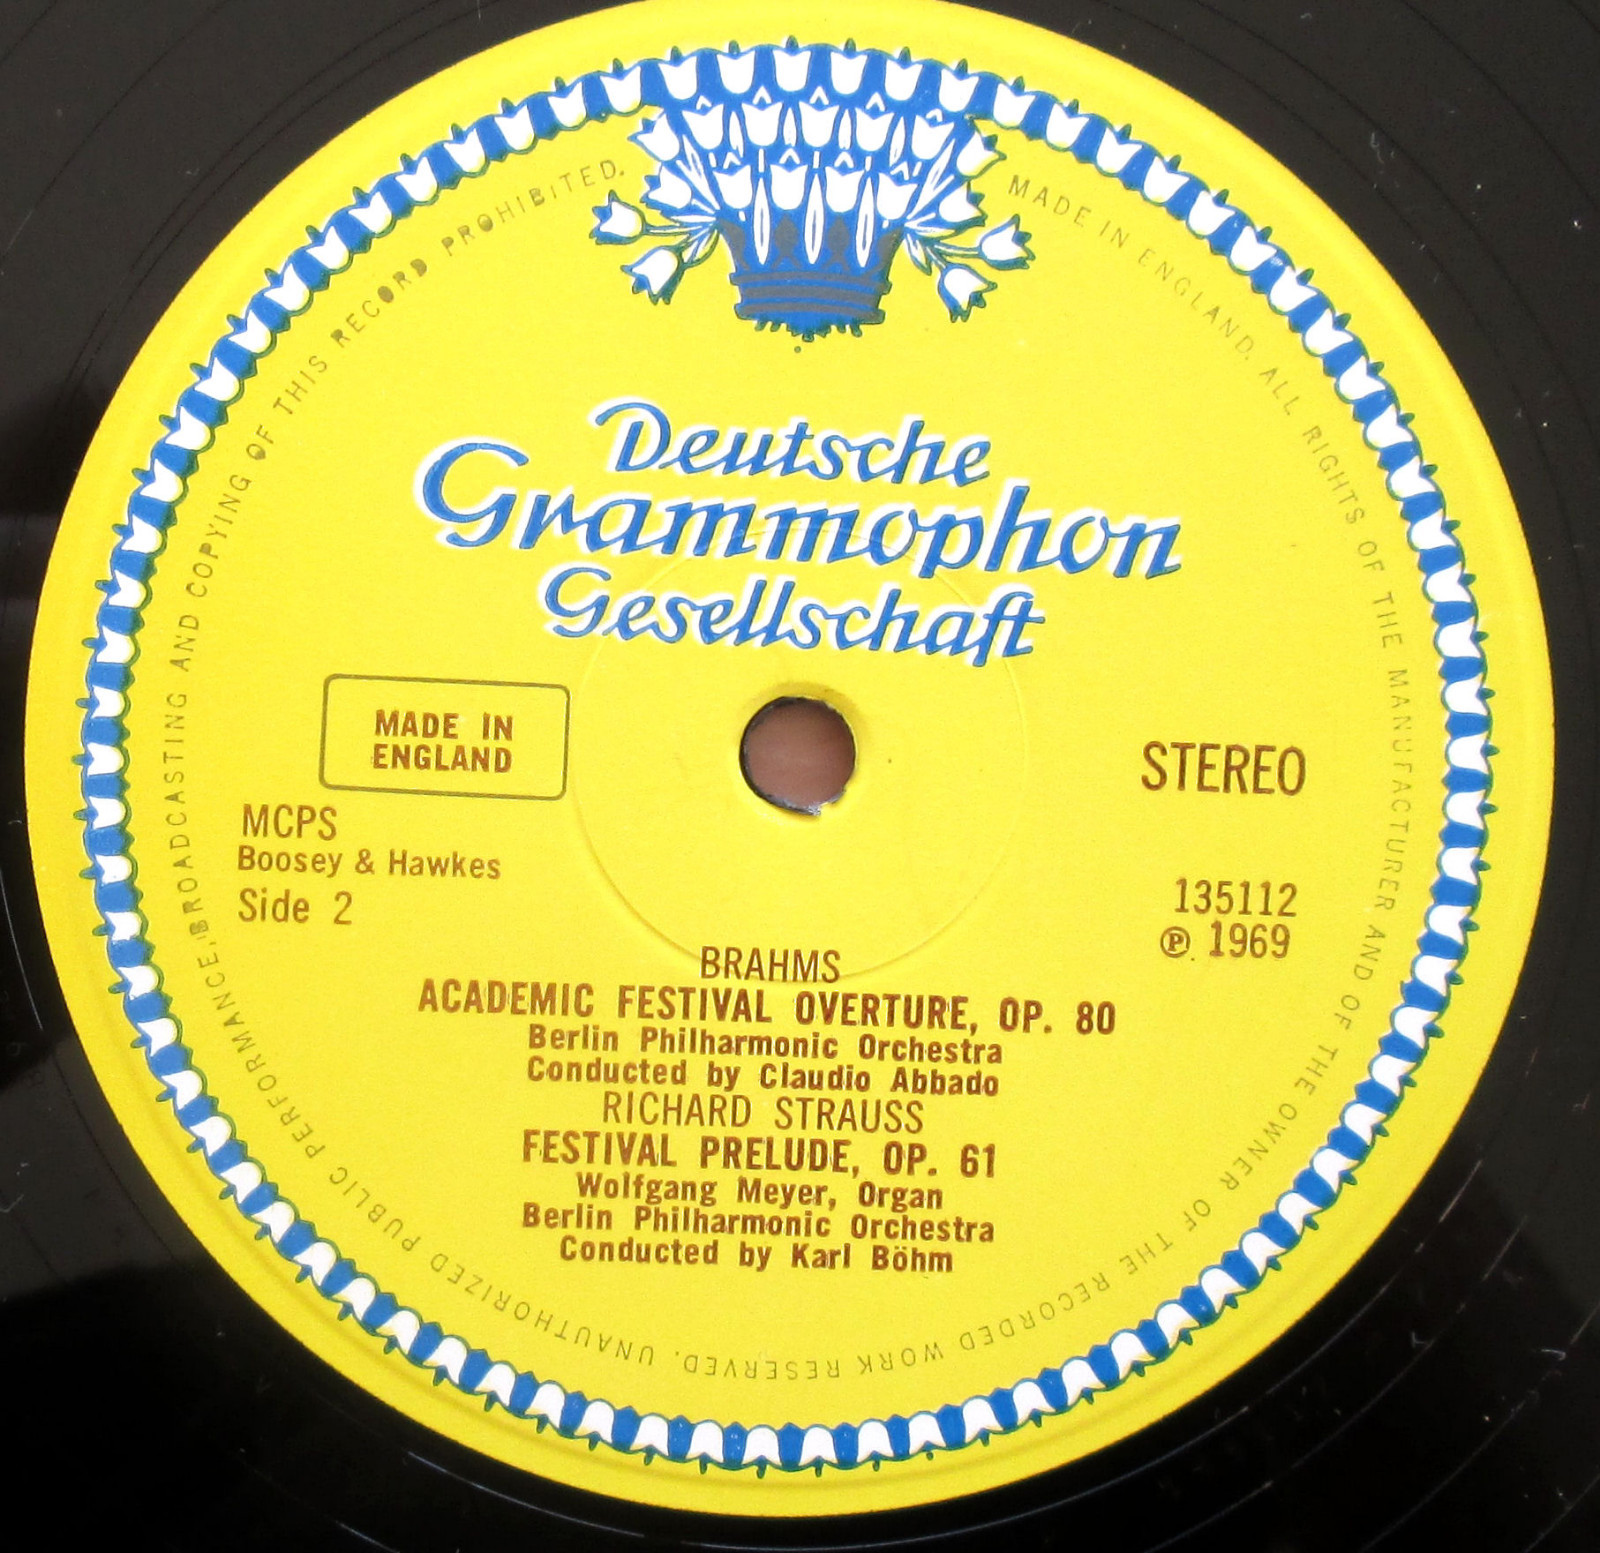 Deutsche
Grammophon
Gesellschaft
MADE IN
ENGLAND
STEREO
MCPS
Boosey & Hawkes
Side 2
135112
℗ 1969
BRAHMS
ACADEMIC FESTIVAL OVERTURE, OP. 80
Berlin Philharmonic Orchestra
Conducted by Claudio Abbado
RICHARD STRAUSS
FESTIVAL PRELUDE, OP. 61
Wolfgang Meyer, Organ
Berlin Philharmonic Orchestra
Conducted by Karl Böhm
MADE IN ENGLAND. ALL RIGHTS OF THE MANUFACTURER AND OF THE OWNER OF THE RECORDED WORK RESERVED. UNAUTHORIZED PUBLIC PERFORMANCE, BROADCASTING AND COPYING OF THIS RECORD PROHIBITED.